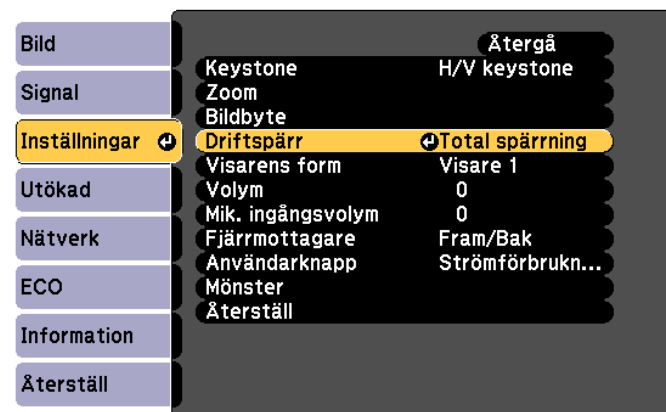 Bild
Signal
Inställningar
Utökad
Nätverk
ECO
Information
Återställ
Återgå
Keystone H/V keystone
Zoom
Bildbyte
Driftspärr Total spärrning
Visarens form Visare 1
Volym 0
Mik. ingångsvolym 0
Fjärrmottagare Fram/Bak
Användarknapp Strömförbrukn...
Mönster
Återställ